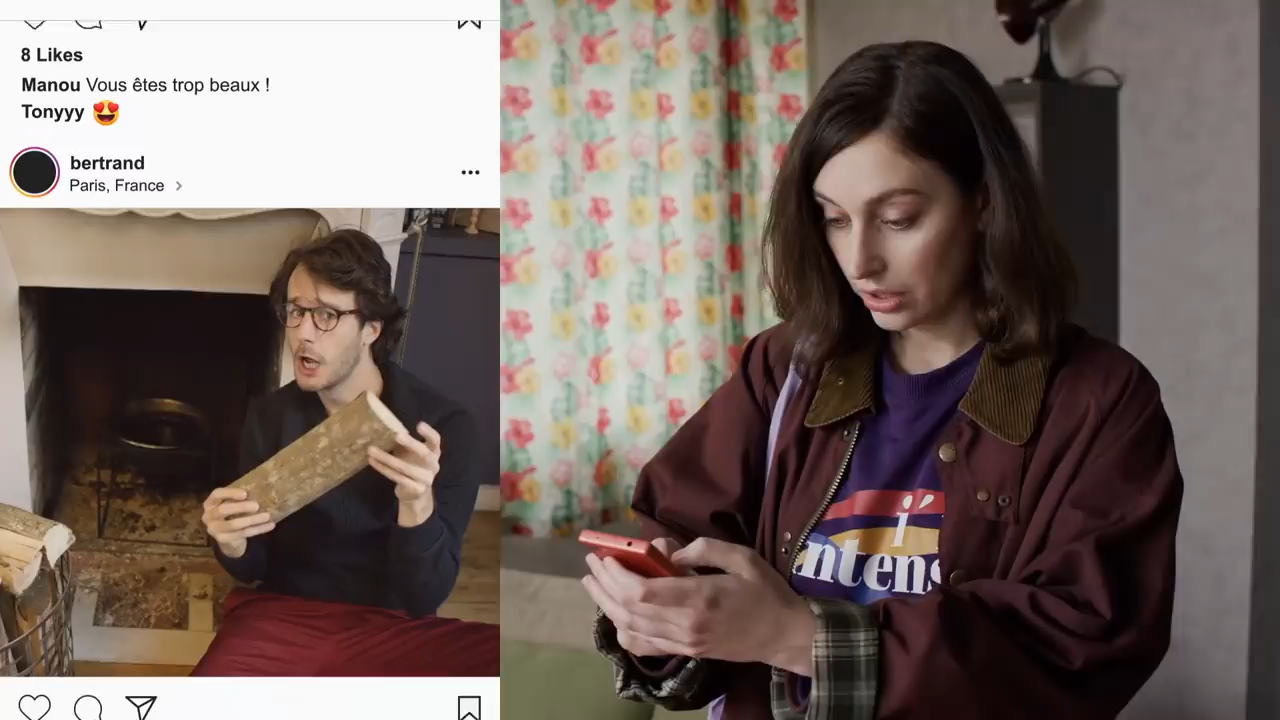 8 Likes
Manou Vous êtes trop beaux !
Tonyyy 😍
bertrand
Paris, France
i'
ntens